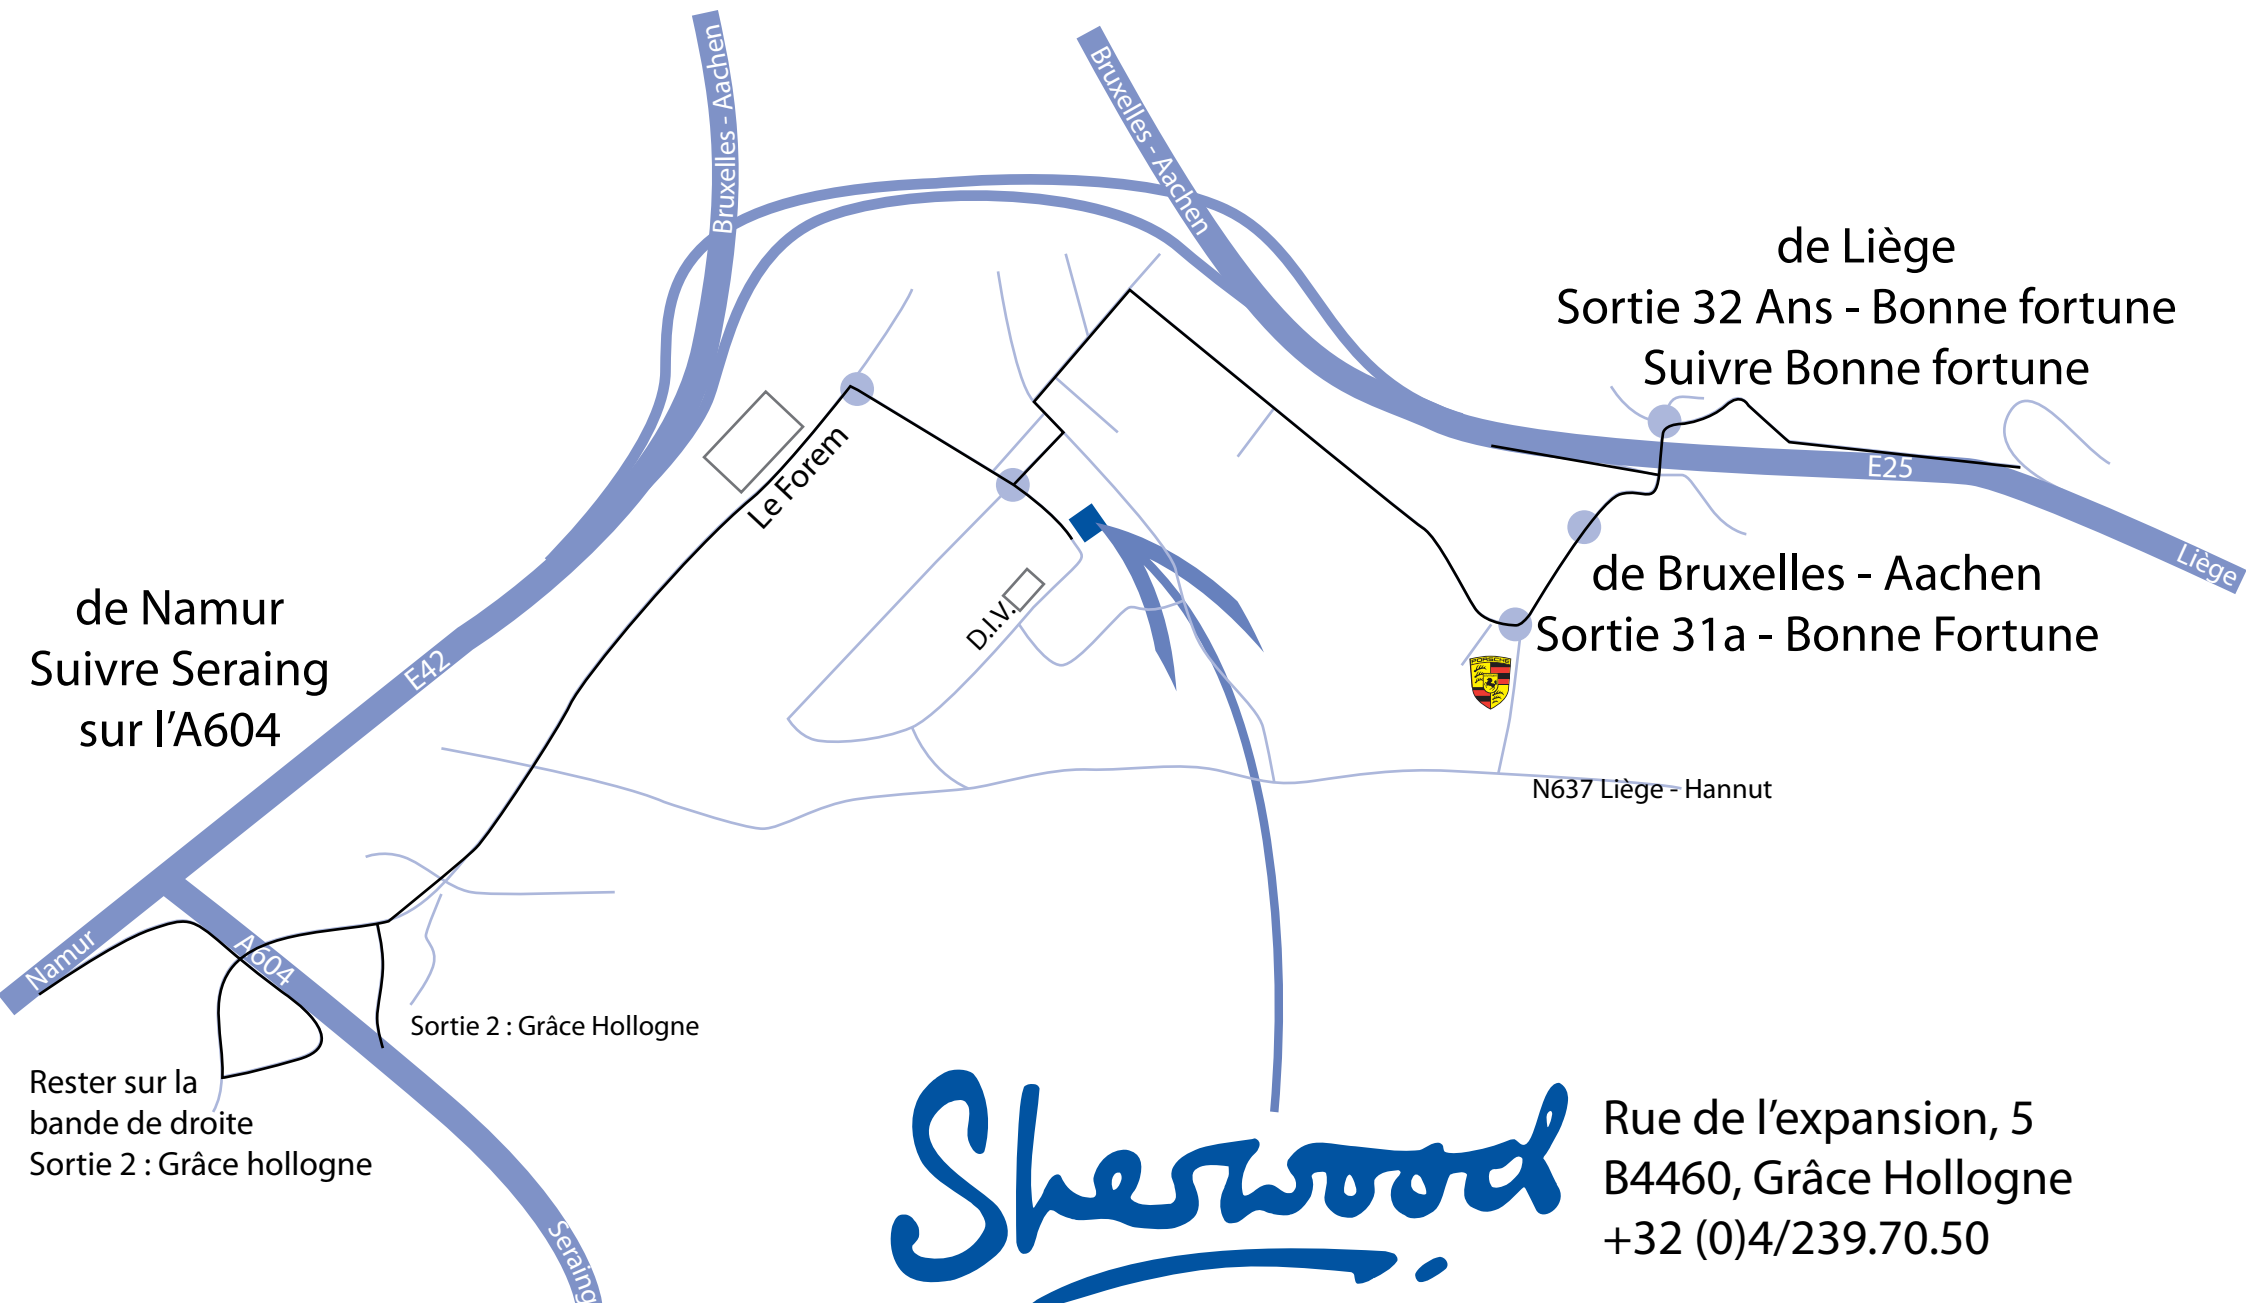 Bruxelles - Aachen
Bruxelles - Aachen
de Liège
Sortie 32 Ans - Bonne fortune
Suivre Bonne fortune
E25
Liège
Le Forem
de Bruxelles - Aachen
Sortie 31a - Bonne Fortune
PORSCHE
D.I.V.
de Namur
Suivre Seraing
sur l'A604
E42
N637 Liège - Hannut
Namur
A604
Sortie 2 : Grâce Hollogne
Rester sur la
bande de droite
Sortie 2 : Grâce hollogne
Seraing
Sherwood
Rue de l'expansion, 5
B4460, Grâce Hollogne
+32 (0)4/239.70.50